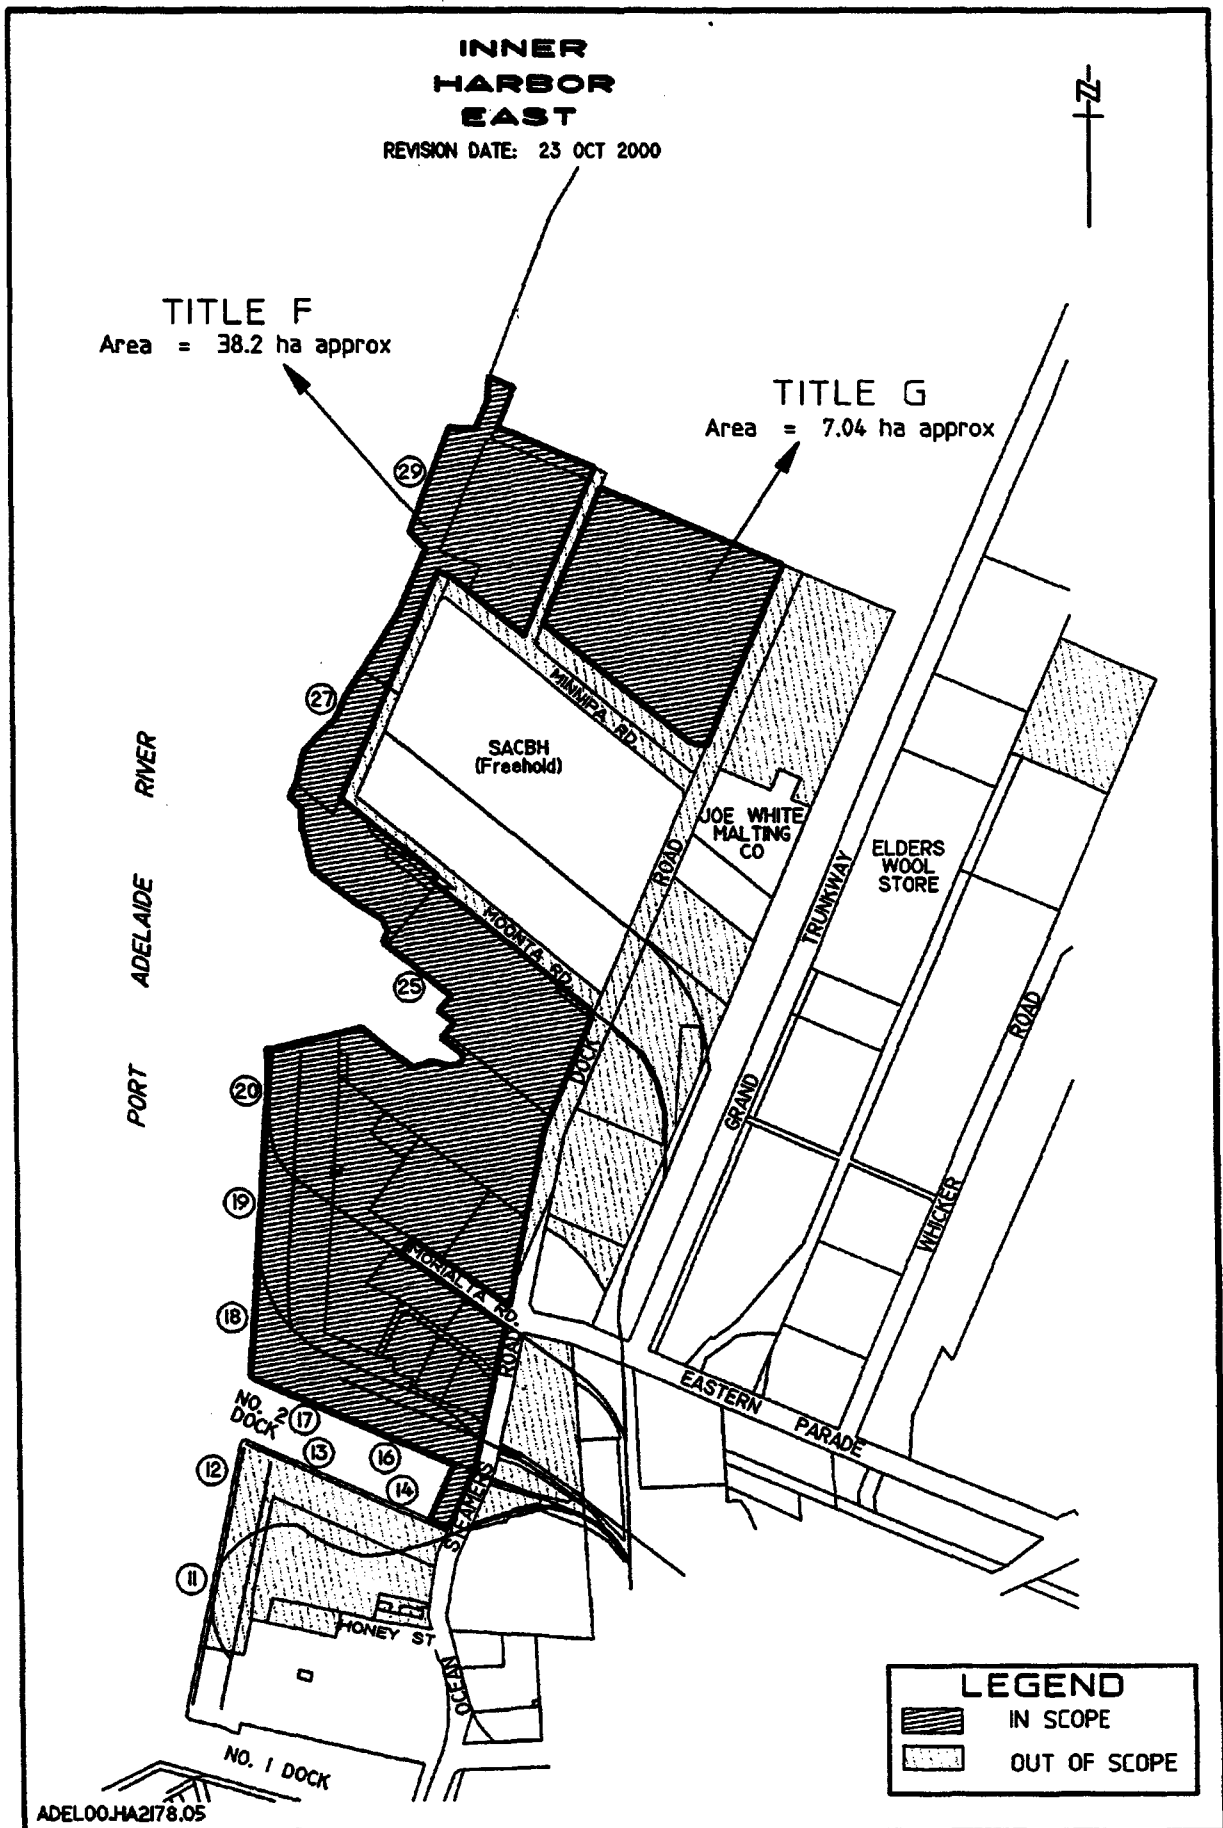 INNER
HARBOR
EAST
REVISION DATE: 23 OCT 2000
N
TITLE F
Area = 38.2 ha approx
TITLE G
Area = 7.04 ha approx
29
27
MINNIPA RD.
SACBH
(Freehold)
JOE WHITE
MALTING
CO
ELDERS
WOOL
STORE
PORT ADELAIDE RIVER
ROAD
TRUNKWAY
MOONTA RD.
25
DOCK
GRAND
ROAD
WHICKER
20
19
18
MORIALTA RD.
ROAD
EASTERN PARADE
NO. 2
DOCK
17
13
16
14
12
11
STEAMERS
HONEY ST
OCEAN
NO. 1 DOCK
LEGEND
IN SCOPE
OUT OF SCOPE
ADEL00.HA2178.05